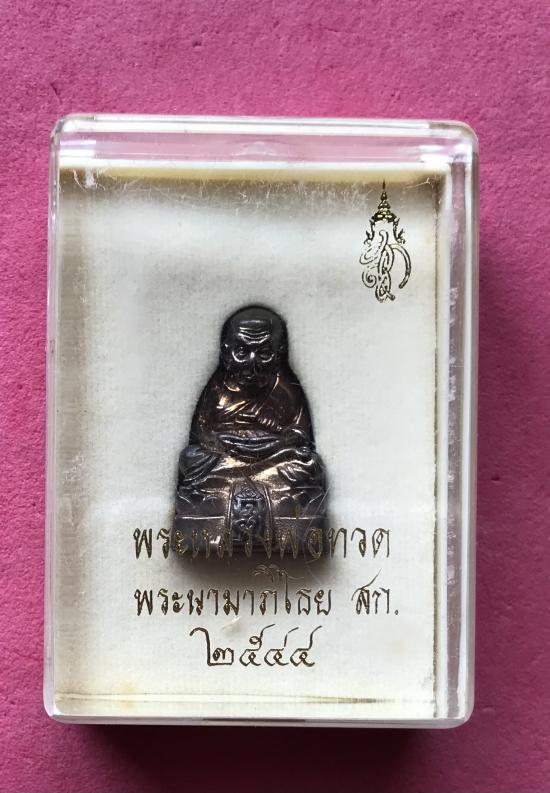 พระหลวงพ่อทวด
พระนามาภิไธย สก.
๒๕๔๔